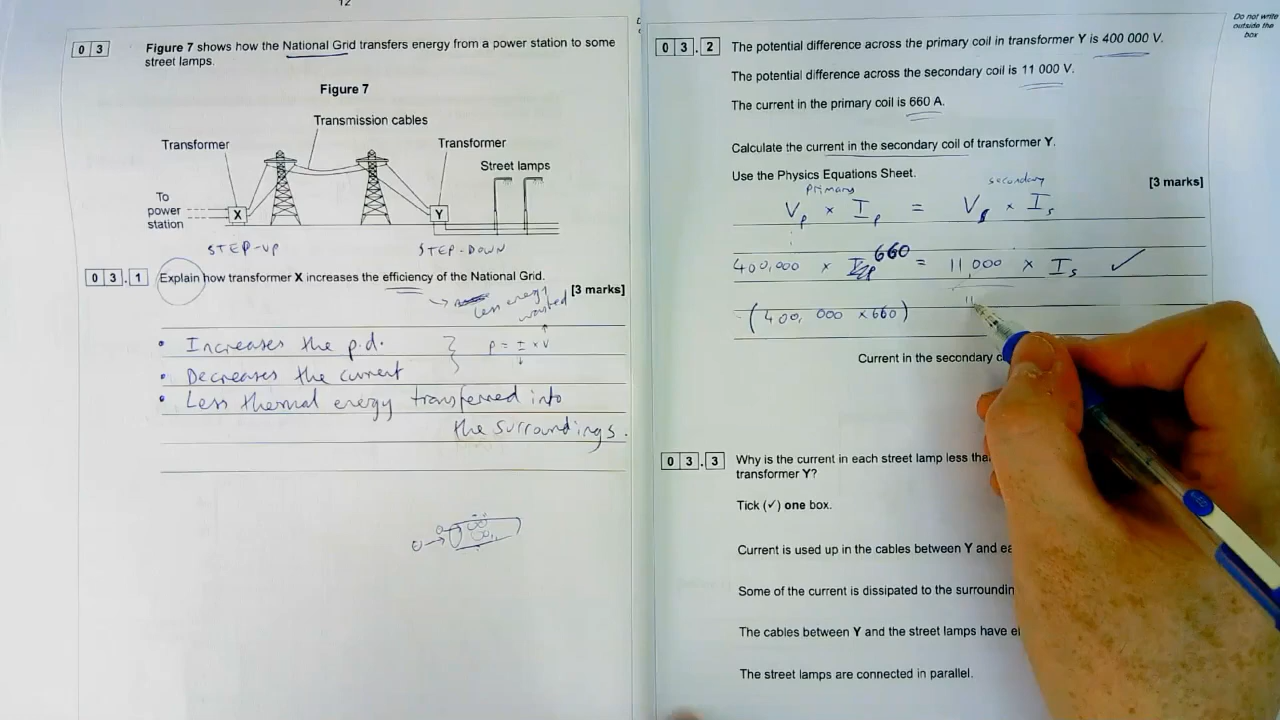 12
0 3
Figure 7 shows how the National Grid transfers energy from a power station to some
street lamps.
Figure 7
Transmission cables
Transformer
Transformer
Street lamps
To
power
station
X
Y
STEP-UP
STEP-DOWN
0 3 . 1
Explain how transformer X increases the efficiency of the National Grid.
[3 marks]
→ less energy
wasted
• Increases the p.d.
P = I × V
• Decreases the current
• Less thermal energy transferred into
the surroundings.
Do not write
outside the
box
0 3 . 2
The potential difference across the primary coil in transformer Y is 400 000 V.
The potential difference across the secondary coil is 11 000 V.
The current in the primary coil is 660 A.
Calculate the current in the secondary coil of transformer Y.
Use the Physics Equations Sheet.
[3 marks]
primary
secondary
Vp × Ip = Vs × Is
400,000 × 660 = 11,000 × Is ✓
(400,000 × 660)
Current in the secondary
0 3 . 3
Why is the current in each street lamp less
transformer Y?
Tick (✓) one box.
Current is used up in the cables between Y and
Some of the current is dissipated to the
The cables between Y and the street lamps have
The street lamps are connected in parallel.